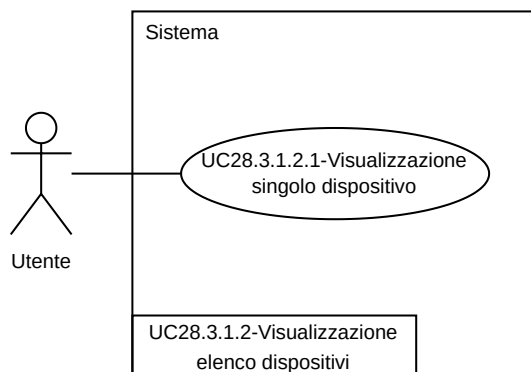 Sistema
UC28.3.1.2.1-Visualizzazione
singolo dispositivo
Utente
UC28.3.1.2-Visualizzazione
elenco dispositivi